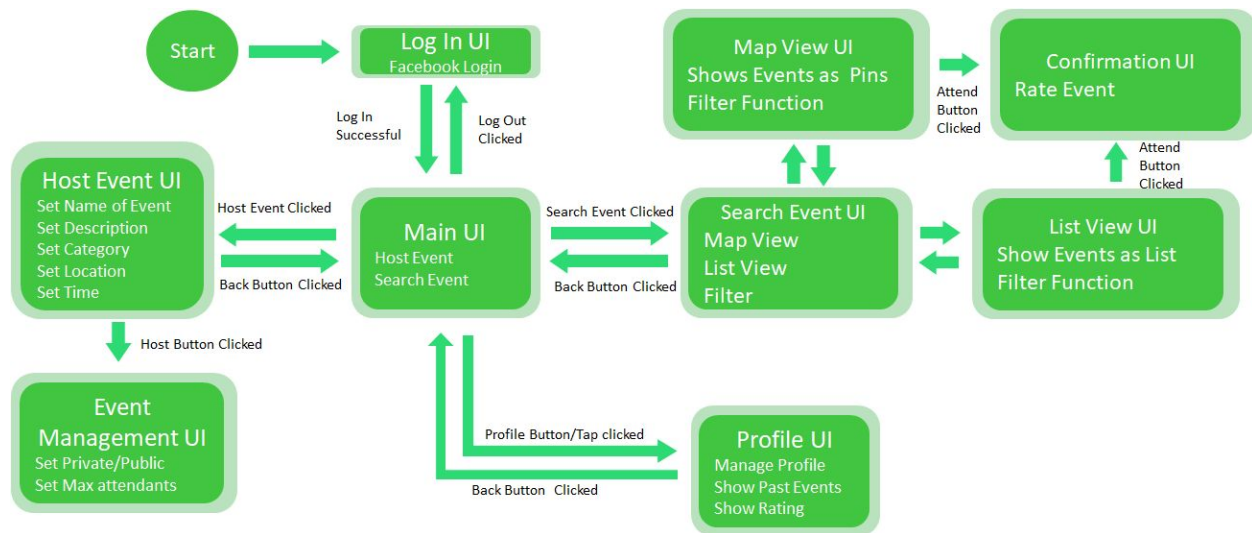 Start
Log In UI
Facebook Login
Log In
Successful
Log Out
Clicked
Map View UI
Shows Events as Pins
Filter Function
Attend
Button
Clicked
Confirmation UI
Rate Event
Attend
Button
Clicked
Host Event UI
Set Name of Event
Set Description
Set Category
Set Location
Set Time
Host Event Clicked
Back Button Clicked
Main UI
Host Event
Search Event
Search Event Clicked
Back Button Clicked
Search Event UI
Map View
List View
Filter
List View UI
Show Events as List
Filter Function
Host Button Clicked
Event
Management UI
Set Private/Public
Set Max attendants
Profile Button/Tap clicked
Back Button Clicked
Profile UI
Manage Profile
Show Past Events
Show Rating